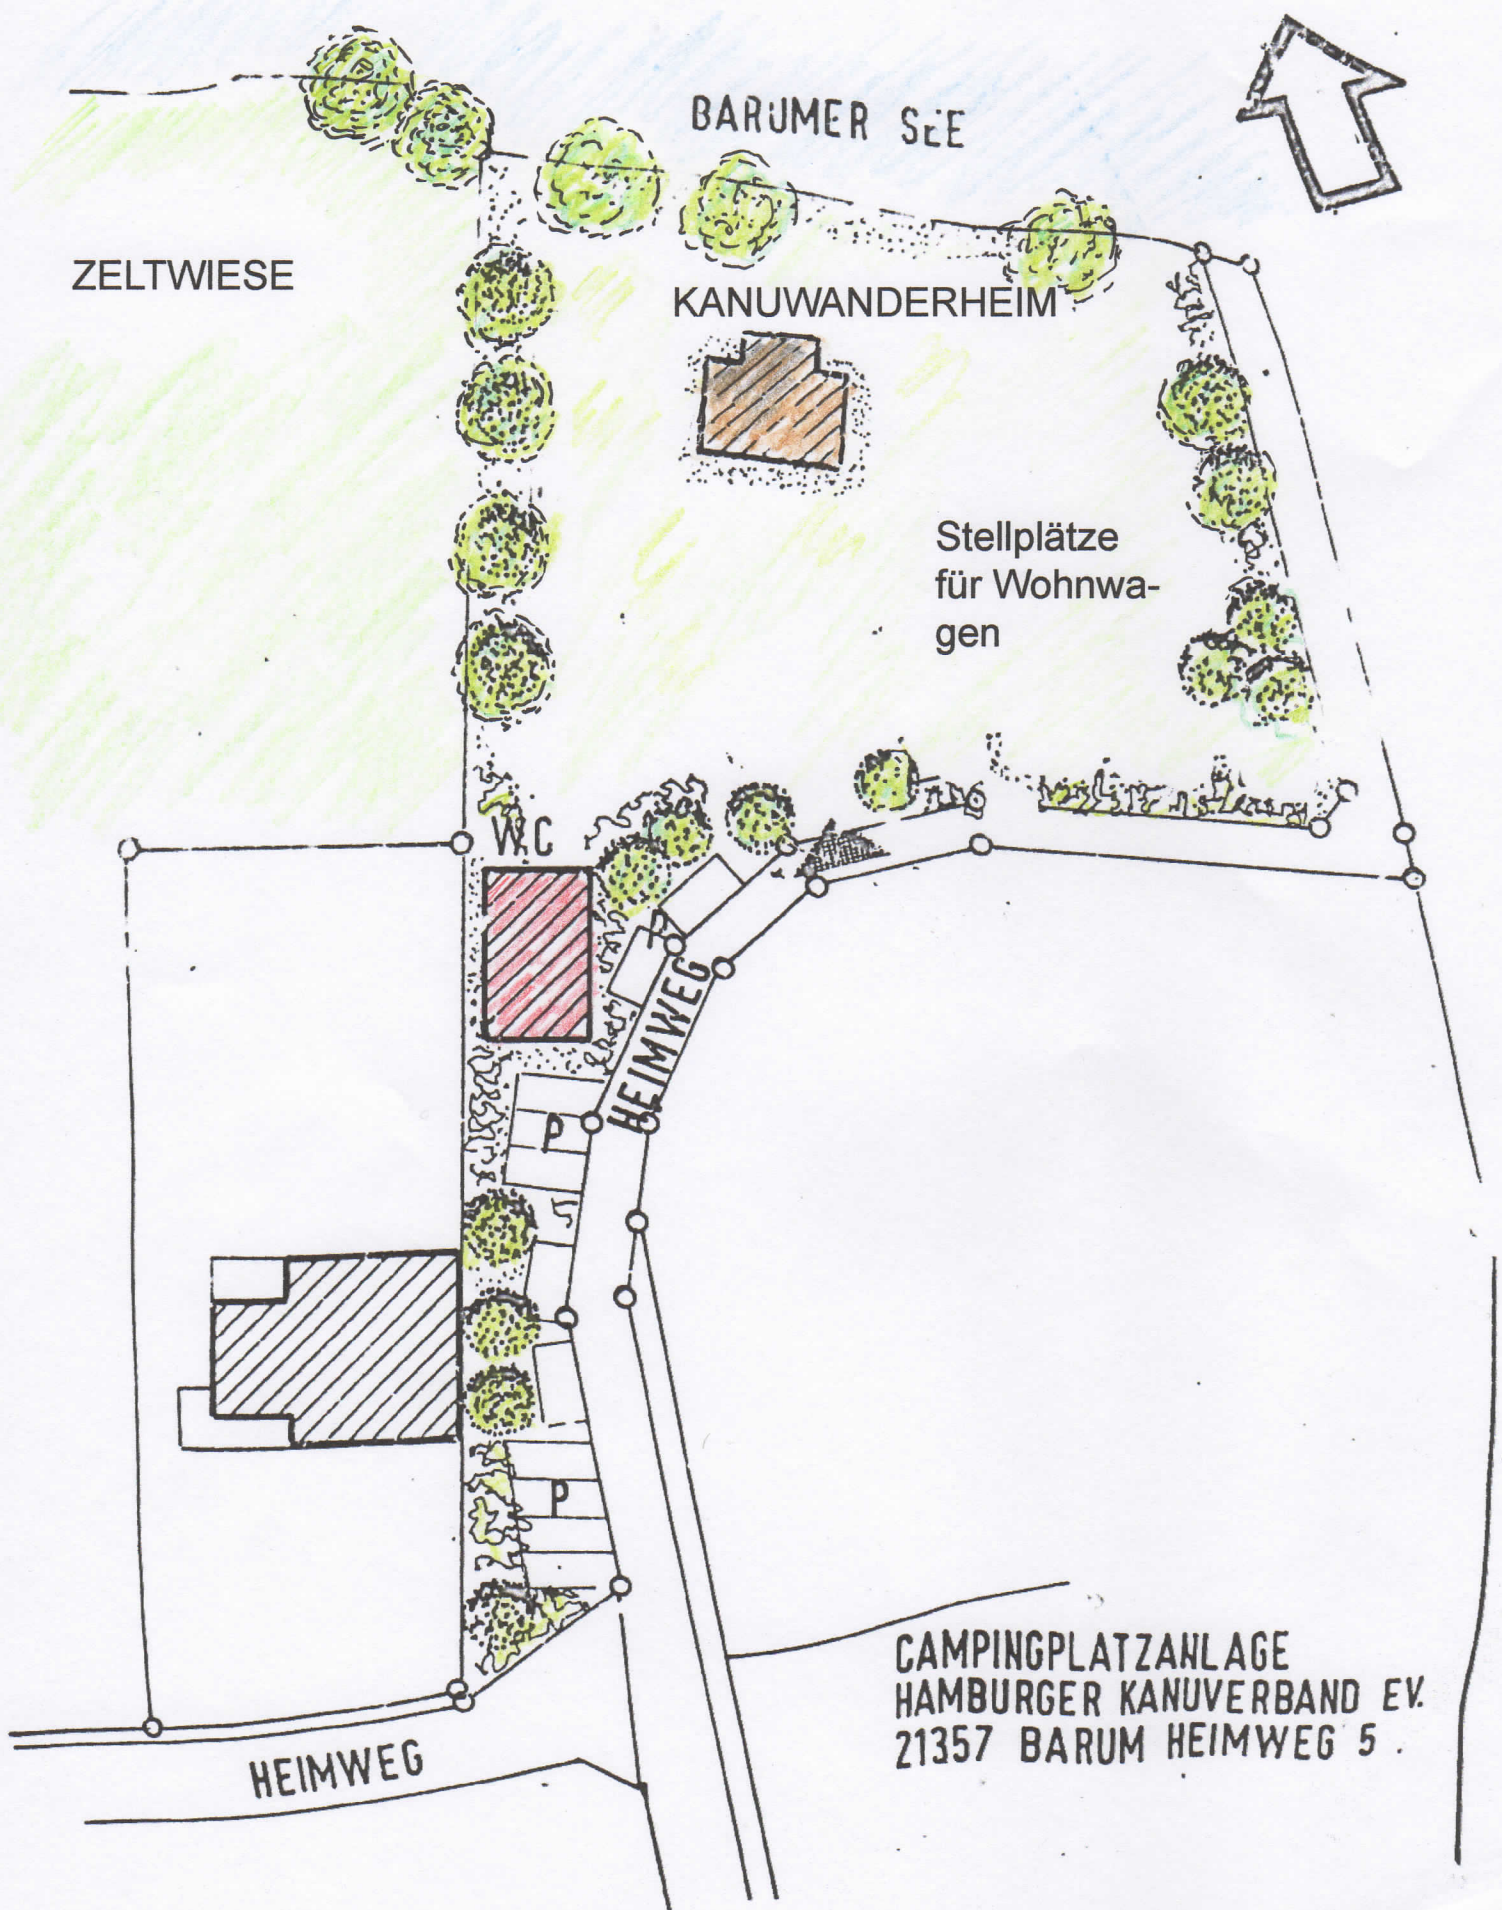 BARUMER SEE
ZELTWIESE
KANUWANDERHEIM
Stellplätze
für Wohnwa-
gen
WC
P
HEIMWEG
P
P
CAMPINGPLATZANLAGE
HAMBURGER KANUVERBAND EV.
21357 BARUM HEIMWEG 5.
HEIMWEG